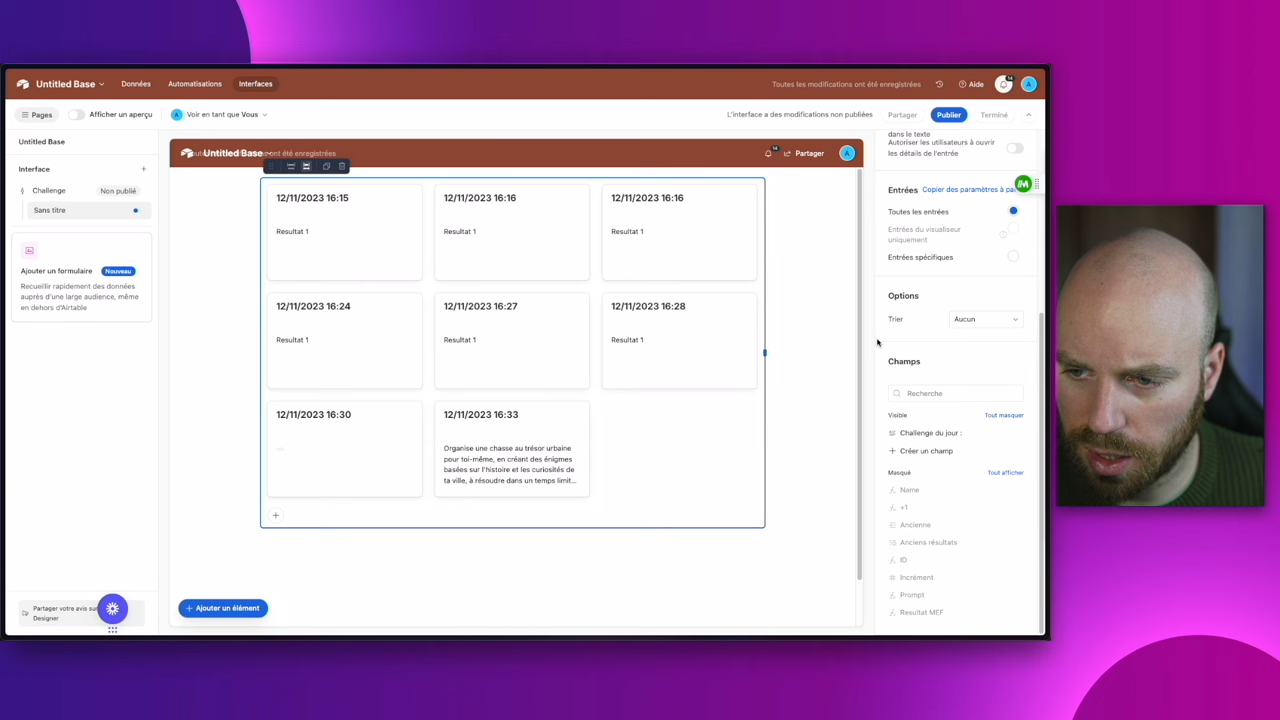 Untitled Base
Données
Automatisations
Interfaces
Toutes les modifications ont été enregistrées
Aide
14
A
Pages
Afficher un aperçu
A
Voir en tant que Vous
L'interface a des modifications non publiées
Partager
Publier
Terminé
Untitled Base
Interface
Challenge
Non publié
Sans titre
Ajouter un formulaire
Nouveau
Recueillir rapidement des données
auprès d'une large audience, même
en dehors d'Airtable
Partager votre avis sur
Designer
Untitled Base
ont été enregistrées
14
Partager
A
12/11/2023 16:15
Resultat 1
12/11/2023 16:16
Resultat 1
12/11/2023 16:16
Resultat 1
12/11/2023 16:24
Resultat 1
12/11/2023 16:27
Resultat 1
12/11/2023 16:28
Resultat 1
12/11/2023 16:30
12/11/2023 16:33
Organise une chasse au trésor urbaine
pour toi-même, en créant des énigmes
basées sur l'histoire et les curiosités de
ta ville, à résoudre dans un temps limit...
Ajouter un élément
dans le texte
Autoriser les utilisateurs à ouvrir
les détails de l'entrée
Entrées
Copier des paramètres à
Toutes les entrées
Entrées du visualiseur
uniquement
Entrées spécifiques
Options
Trier
Aucun
Champs
Recherche
Visible
Tout masquer
Challenge du jour :
Créer un champ
Masqué
Tout afficher
Name
+1
Ancienne
Anciens résultats
ID
Incrément
Prompt
Resultat MEF